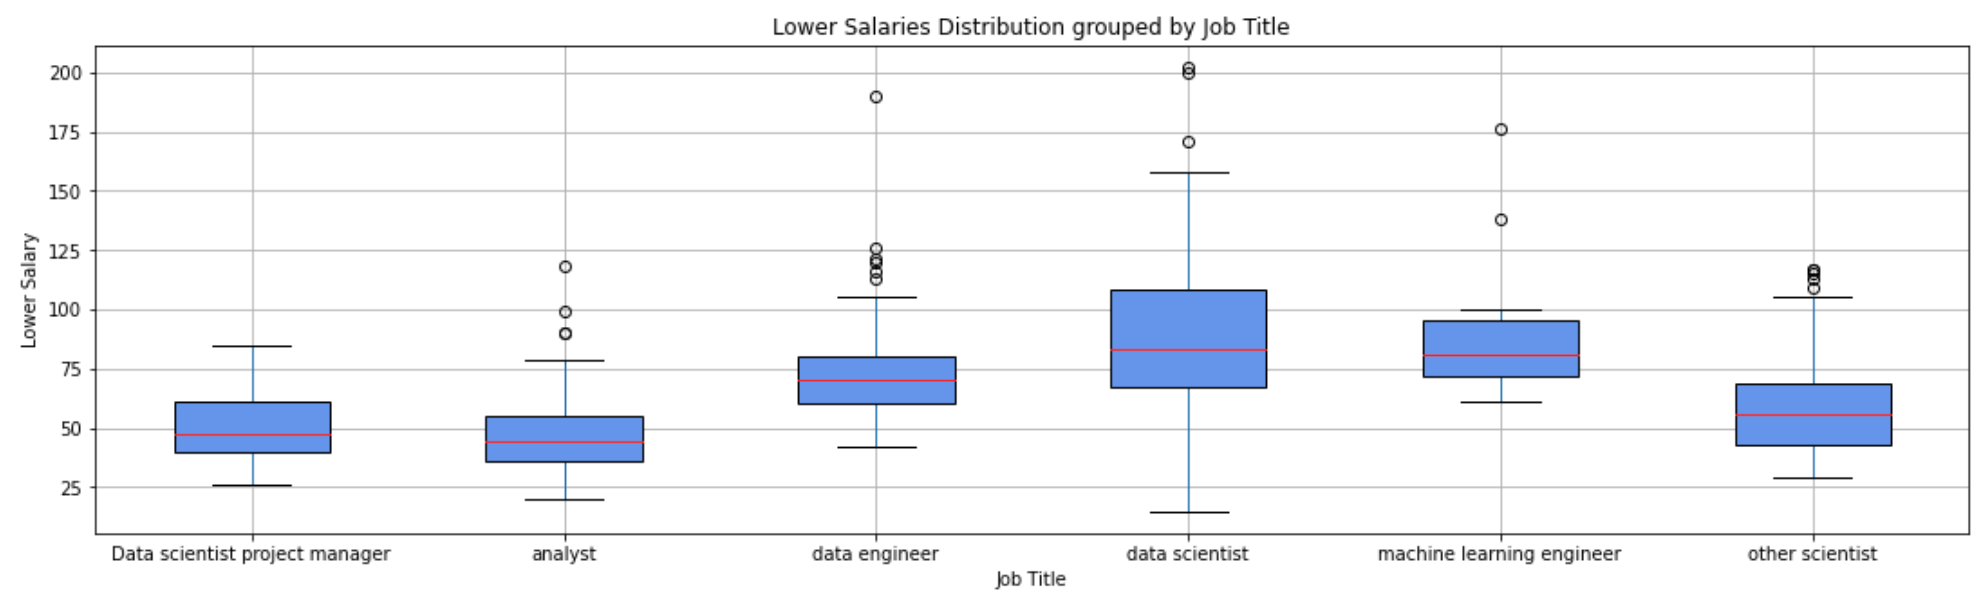 Lower Salaries Distribution grouped by Job Title
200
175
150
125
100
75
50
25
Lower Salary
Data scientist project manager
analyst
data engineer
data scientist
machine learning engineer
other scientist
Job Title